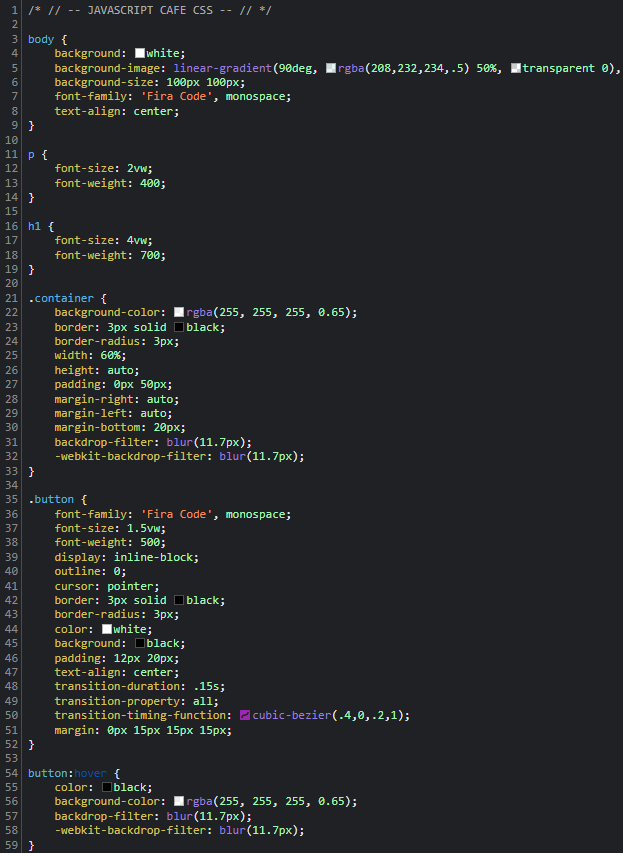 1 /* // -- JAVASCRIPT CAFE CSS -- // */
2
3 body {
4 background: white;
5 background-image: linear-gradient(90deg, rgba(208,232,234,.5) 50%, transparent 0),
6 background-size: 100px 100px;
7 font-family: 'Fira Code', monospace;
8 text-align: center;
9 }
10
11 p {
12 font-size: 2vw;
13 font-weight: 400;
14 }
15
16 h1 {
17 font-size: 4vw;
18 font-weight: 700;
19 }
20
21 .container {
22 background-color: rgba(255, 255, 255, 0.65);
23 border: 3px solid black;
24 border-radius: 3px;
25 width: 60%;
26 height: auto;
27 padding: 0px 50px;
28 margin-right: auto;
29 margin-left: auto;
30 margin-bottom: 20px;
31 backdrop-filter: blur(11.7px);
32 -webkit-backdrop-filter: blur(11.7px);
33 }
34
35 .button {
36 font-family: 'Fira Code', monospace;
37 font-size: 1.5vw;
38 font-weight: 500;
39 display: inline-block;
40 outline: 0;
41 cursor: pointer;
42 border: 3px solid black;
43 border-radius: 3px;
44 color: white;
45 background: black;
46 padding: 12px 20px;
47 text-align: center;
48 transition-duration: .15s;
49 transition-property: all;
50 transition-timing-function: cubic-bezier(.4,0,.2,1);
51 margin: 0px 15px 15px 15px;
52 }
53
54 button:hover {
55 color: black;
56 background-color: rgba(255, 255, 255, 0.65);
57 backdrop-filter: blur(11.7px);
58 -webkit-backdrop-filter: blur(11.7px);
59 }